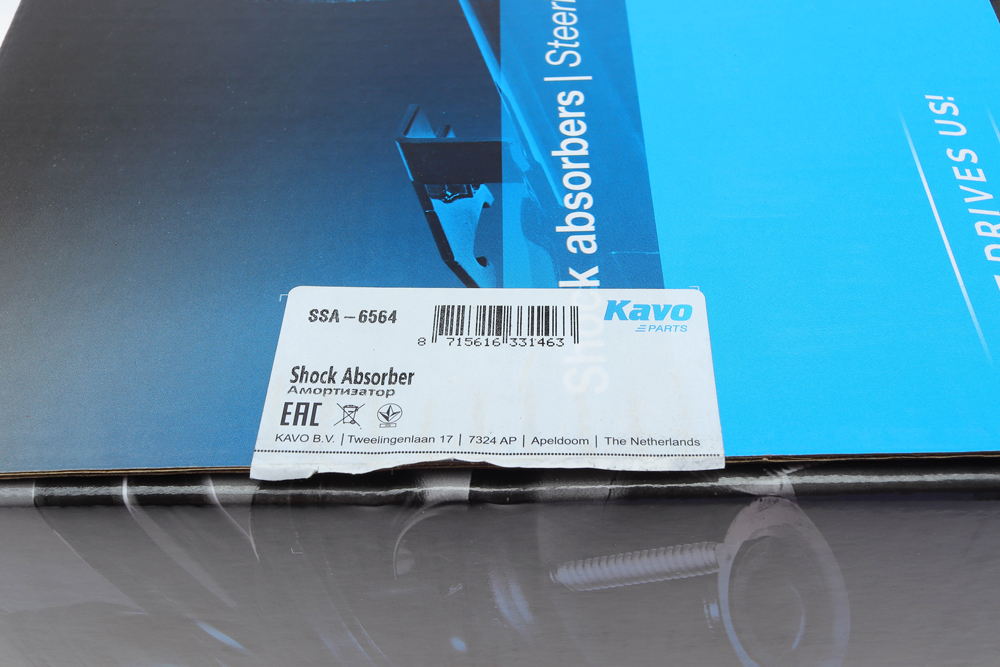 Shock absorbers | Steeri
DRIVES US!
SSA - 6564
Kavo
PARTS
8 715616 331463
Shock Absorber
Амортизатор
EAC
KAVO B.V. | Tweelingenlaan 17 | 7324 AP | Apeldoorn | The Netherlands